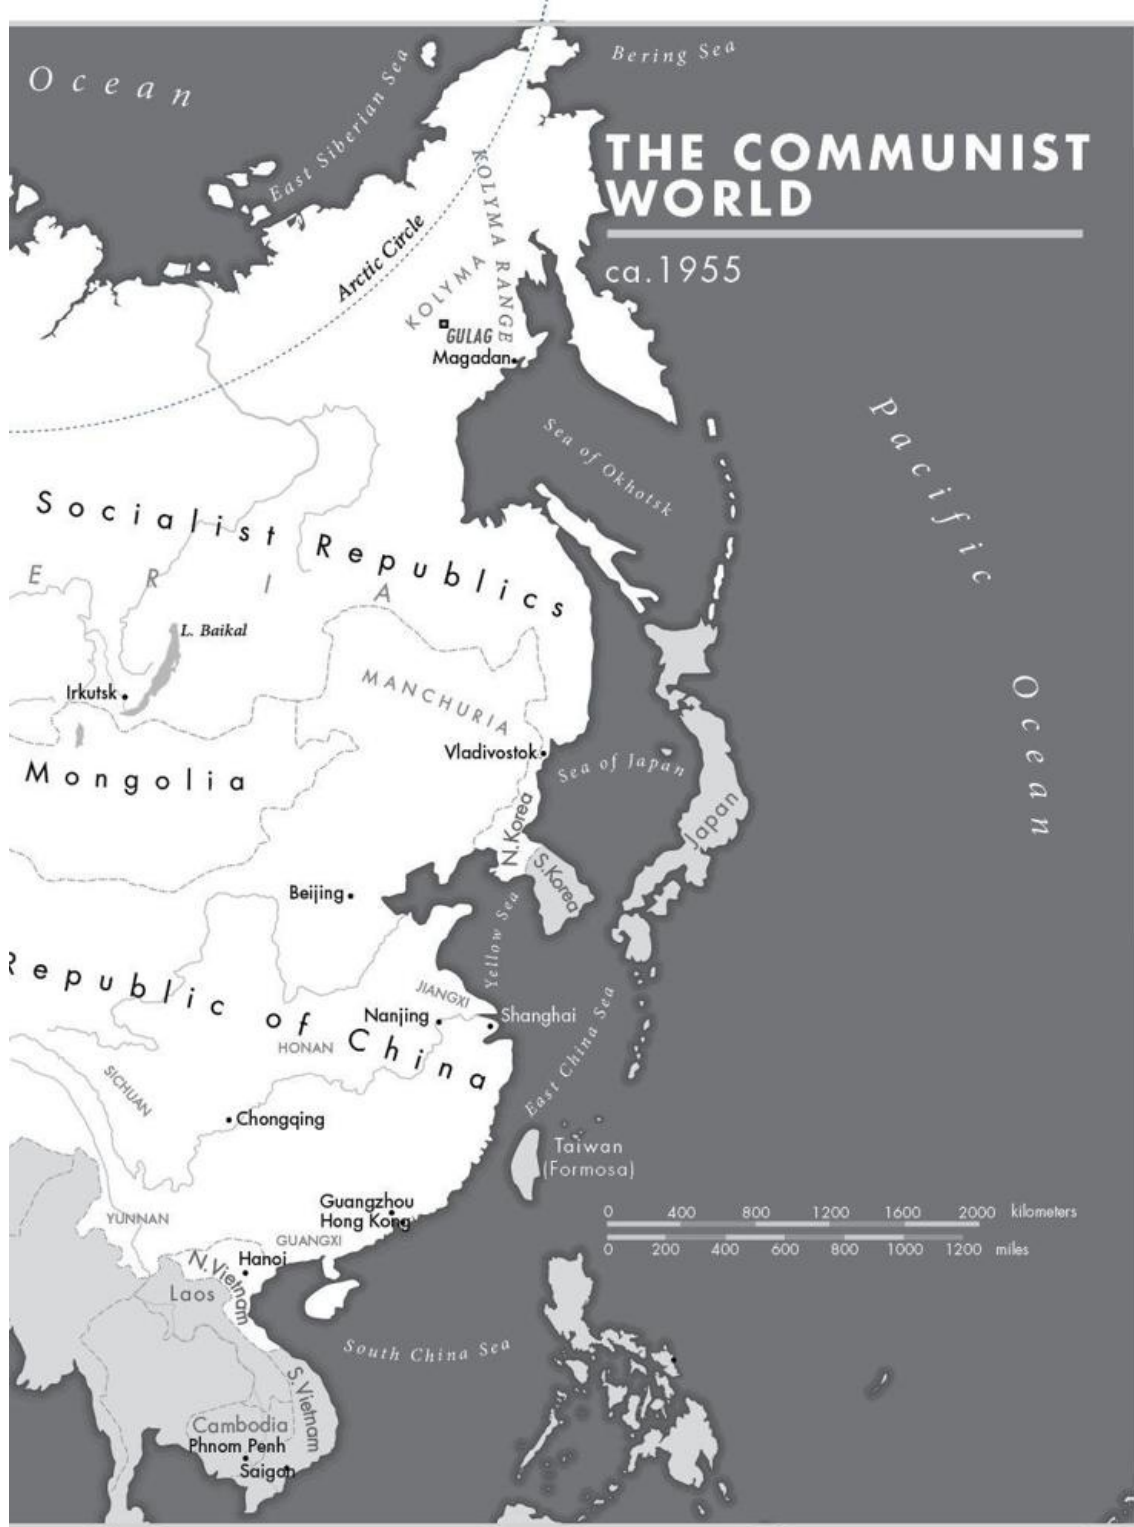 Ocean
East Siberian Sea
Bering Sea
THE COMMUNIST
WORLD
ca.1955
KOLYMA RANGE
Arctic Circle
KOLYMA
GULAG
Magadan
Pacific
Ocean
Sea of Okhotsk
Socialist Republics
E R I A
L. Baikal
Irkutsk
MANCHURIA
Vladivostok
Sea of Japan
Mongolia
Japan
N.Korea
S.Korea
Beijing
Yellow Sea
Republic of China
JIANGXI
Nanjing
Shanghai
HONAN
East China Sea
SICHUAN
Chongqing
Taiwan
(Formosa)
Guangzhou
Hong Kong
YUNNAN
GUANGXI
0 400 800 1200 1600 2000 kilometers
0 200 400 600 800 1000 1200 miles
N.Vietnam
Hanoi
Laos
South China Sea
S.Vietnam
Cambodia
Phnom Penh
Saigon